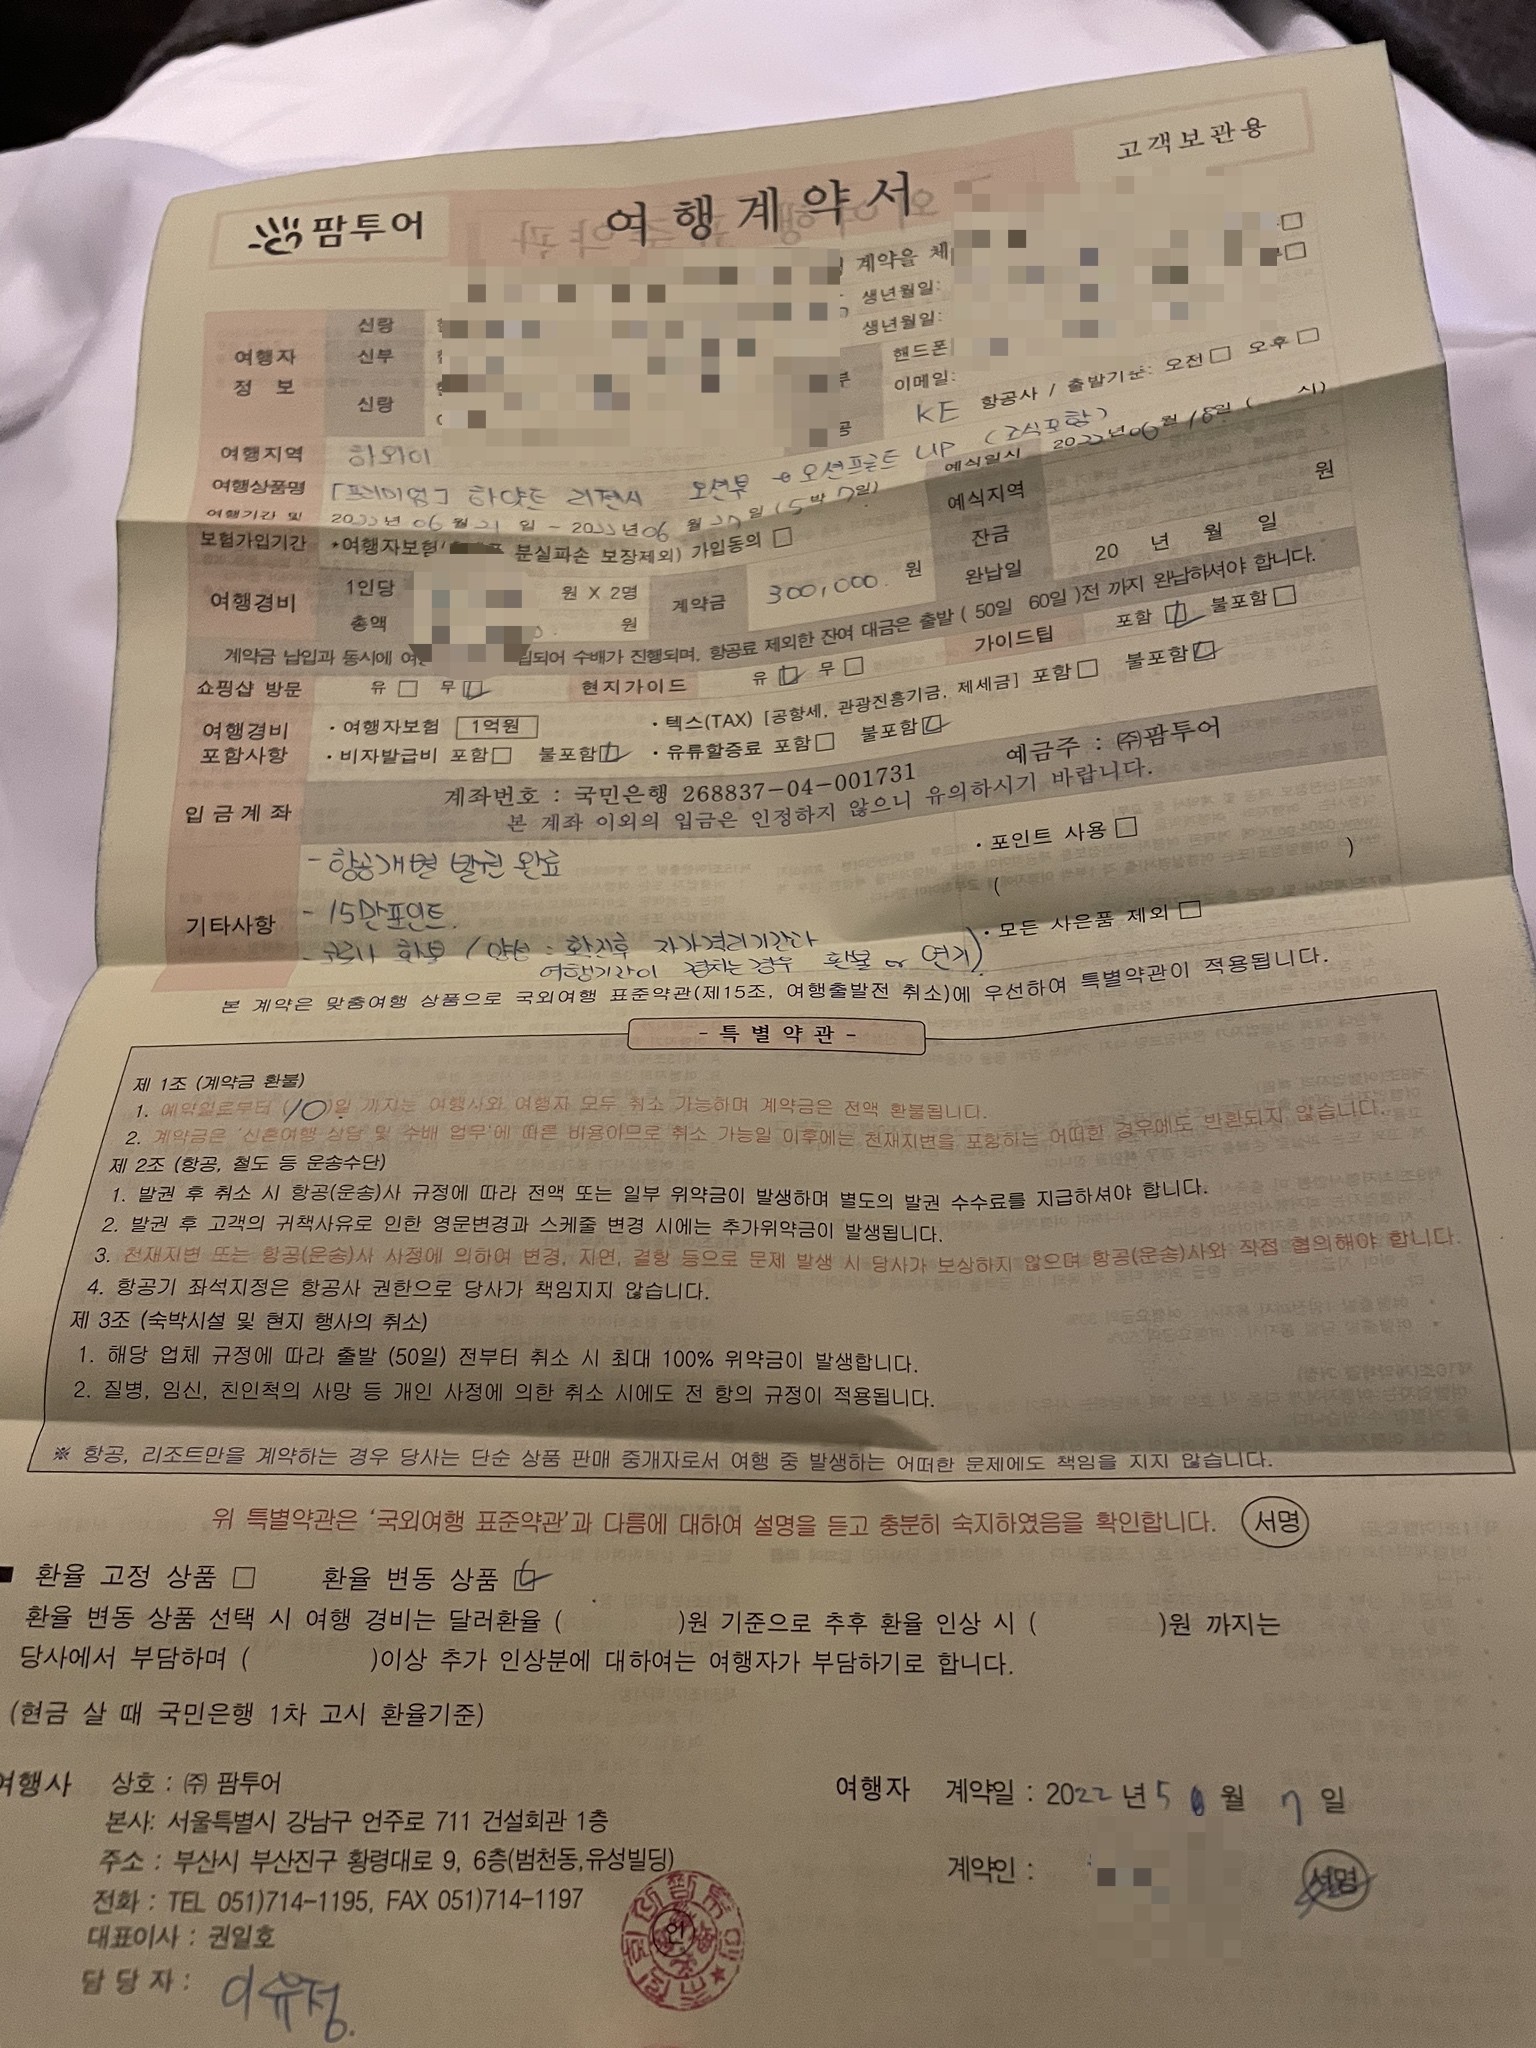 고객보관용
팜투어
여행계약서
계약을 체
여행자 정 보
신랑
생년월일:
신부
생년월일:
핸드폰
신랑
이메일:
여행지역 하와이 KE 항공사 / 출발기준: 오전□ 오후□
여행상품명 [프리미엄] 하얏트 리젠시 오션뷰 → 오션프론트 UP (조식포함)
예식일시 2022년 06월 18일 ( 시)
여행기간 및 2022년 06월 21일 - 2022년 06월 27일 (5박 7일)
예식지역
보험가입기간 *여행자보험( 분실파손 보장제외) 가입동의 □
잔금 원
여행경비 1인당 원 X 2명 계약금 300,000. 원
완납일 20 년 월 일
총액 원
계약금 납입과 동시에 여 되어 수배가 진행되며, 항공료 제외한 잔여 대금은 출발 ( 50일 60일 )전 까지 완납하셔야 합니다.
쇼핑샵 방문 유 □ 무 ☑ 현지가이드 유 ☑ 무 □ 가이드팁 포함 ☑ 불포함 □
여행경비 포함사항
· 여행자보험 1억원 · 텍스(TAX) [공항세, 관광진흥기금, 제세금] 포함□ 불포함☑
· 비자발급비 포함□ 불포함☑ · 유류할증료 포함□ 불포함☑
입금계좌 계좌번호 : 국민은행 268837-04-001731 예금주 : ㈜팜투어
본 계좌 이외의 입금은 인정하지 않으니 유의하시기 바랍니다.
기타사항
- 항공개별 발권 완료
- 15만포인트.
- 코로나 환불 / 양성 : 확진후 자가격리기간과
여행기간이 겹치는경우 환불 or 연기)
· 포인트 사용 □
( )
· 모든 사은품 제외 □
본 계약은 맞춤여행 상품으로 국외여행 표준약관(제15조, 여행출발전 취소)에 우선하여 특별약관이 적용됩니다.
- 특 별 약 관 -
제 1조 (계약금 환불)
1. 예약일로부터 (10)일 까지는 여행사와 여행자 모두 취소 가능하며 계약금은 전액 환불됩니다.
2. 계약금은 '신혼여행 상담 및 수배 업무'에 따른 비용이므로 취소 가능일 이후에는 천재지변을 포함하는 어떠한 경우에도 반환되지 않습니다.
제 2조 (항공, 철도 등 운송수단)
1. 발권 후 취소 시 항공(운송)사 규정에 따라 전액 또는 일부 위약금이 발생하며 별도의 발권 수수료를 지급하셔야 합니다.
2. 발권 후 고객의 귀책사유로 인한 영문변경과 스케줄 변경 시에는 추가위약금이 발생됩니다.
3. 천재지변 또는 항공(운송)사 사정에 의하여 변경, 지연, 결항 등으로 문제 발생 시 당사가 보상하지 않으며 항공(운송)사와 직접 협의해야 합니다.
4. 항공기 좌석지정은 항공사 권한으로 당사가 책임지지 않습니다.
제 3조 (숙박시설 및 현지 행사의 취소)
1. 해당 업체 규정에 따라 출발 (50일) 전부터 취소 시 최대 100% 위약금이 발생합니다.
2. 질병, 임신, 친인척의 사망 등 개인 사정에 의한 취소 시에도 전 항의 규정이 적용됩니다.
※ 항공, 리조트만을 계약하는 경우 당사는 단순 상품 판매 중개자로서 여행 중 발생하는 어떠한 문제에도 책임을 지지 않습니다.
위 특별약관은 '국외여행 표준약관'과 다름에 대하여 설명을 듣고 충분히 숙지하였음을 확인합니다. 서명
■ 환율 고정 상품 □ 환율 변동 상품 ☑
환율 변동 상품 선택 시 여행 경비는 달러환율 ( )원 기준으로 추후 환율 인상 시 ( )원 까지는
당사에서 부담하며 ( )이상 추가 인상분에 대하여는 여행자가 부담하기로 합니다.
(현금 살 때 국민은행 1차 고시 환율기준)
여행사 상호 : ㈜ 팜투어
본사: 서울특별시 강남구 언주로 711 건설회관 1층
주소 : 부산시 부산진구 황령대로 9, 6층(범천동,유성빌딩)
전화 : TEL 051)714-1195, FAX 051)714-1197
대표이사 : 권일호
담당자 : 이유정.
인
여행자 계약일 : 2022년 5월 7일
계약인 : 서명